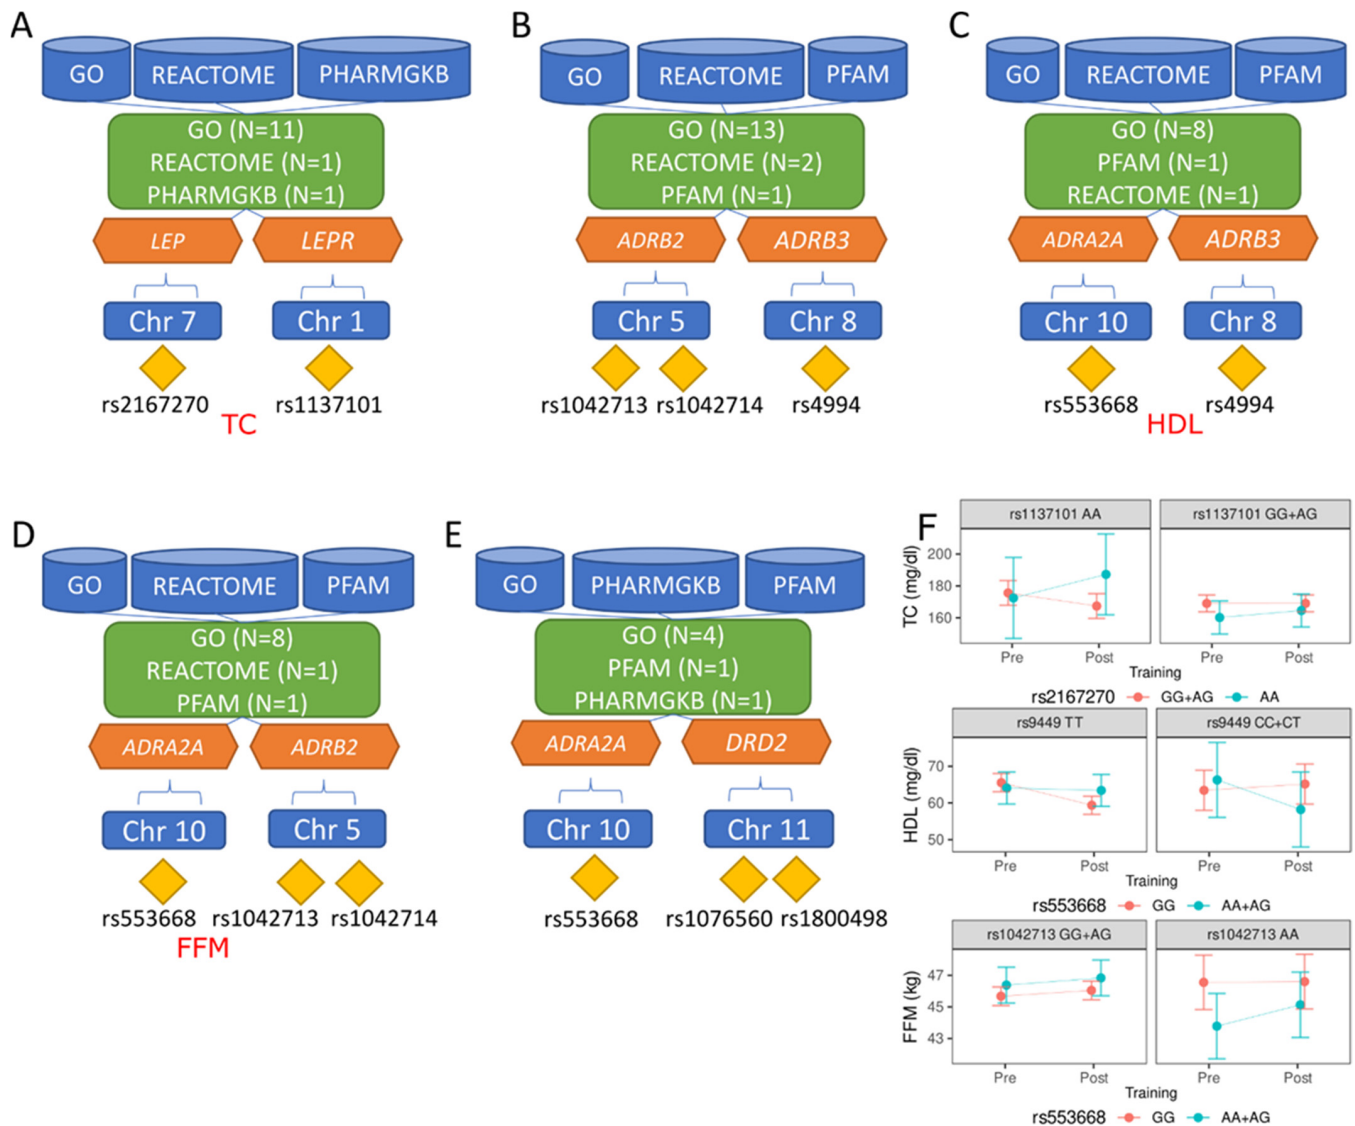 A
GO
REACTOME
PHARMGKB
GO (N=11)
REACTOME (N=1)
PHARMGKB (N=1)
LEP
LEPR
Chr 7
Chr 1
rs2167270
rs1137101
TC
B
GO
REACTOME
PFAM
GO (N=13)
REACTOME (N=2)
PFAM (N=1)
ADRB2
ADRB3
Chr 5
Chr 8
rs1042713
rs1042714
rs4994
C
GO
REACTOME
PFAM
GO (N=8)
PFAM (N=1)
REACTOME (N=1)
ADRA2A
ADRB3
Chr 10
Chr 8
rs553668
rs4994
HDL
D
GO
REACTOME
PFAM
GO (N=8)
REACTOME (N=1)
PFAM (N=1)
ADRA2A
ADRB2
Chr 10
Chr 5
rs553668
rs1042713
rs1042714
FFM
E
GO
PHARMGKB
PFAM
GO (N=4)
PFAM (N=1)
PHARMGKB (N=1)
ADRA2A
DRD2
Chr 10
Chr 11
rs553668
rs1076560
rs1800498
F
rs1137101 AA
rs1137101 GG+AG
TC (mg/dl)
200
180
160
Pre
Post
Pre
Post
Training
rs2167270 GG+AG AA
rs9449 TT
rs9449 CC+CT
HDL (mg/dl)
70
60
50
Pre
Post
Pre
Post
Training
rs553668 GG AA+AG
rs1042713 GG+AG
rs1042713 AA
FFM (kg)
47
45
43
Pre
Post
Pre
Post
Training
rs553668 GG AA+AG